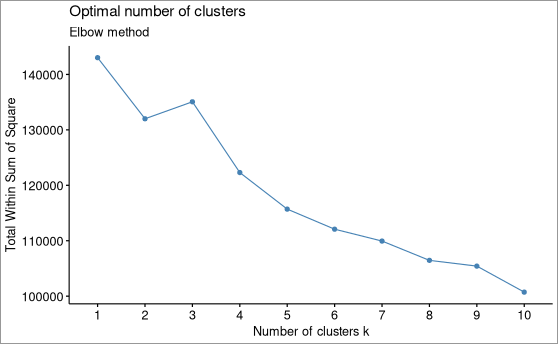 Optimal number of clusters
Elbow method
Total Within Sum of Square
140000
130000
120000
110000
100000
1 2 3 4 5 6 7 8 9 10
Number of clusters k